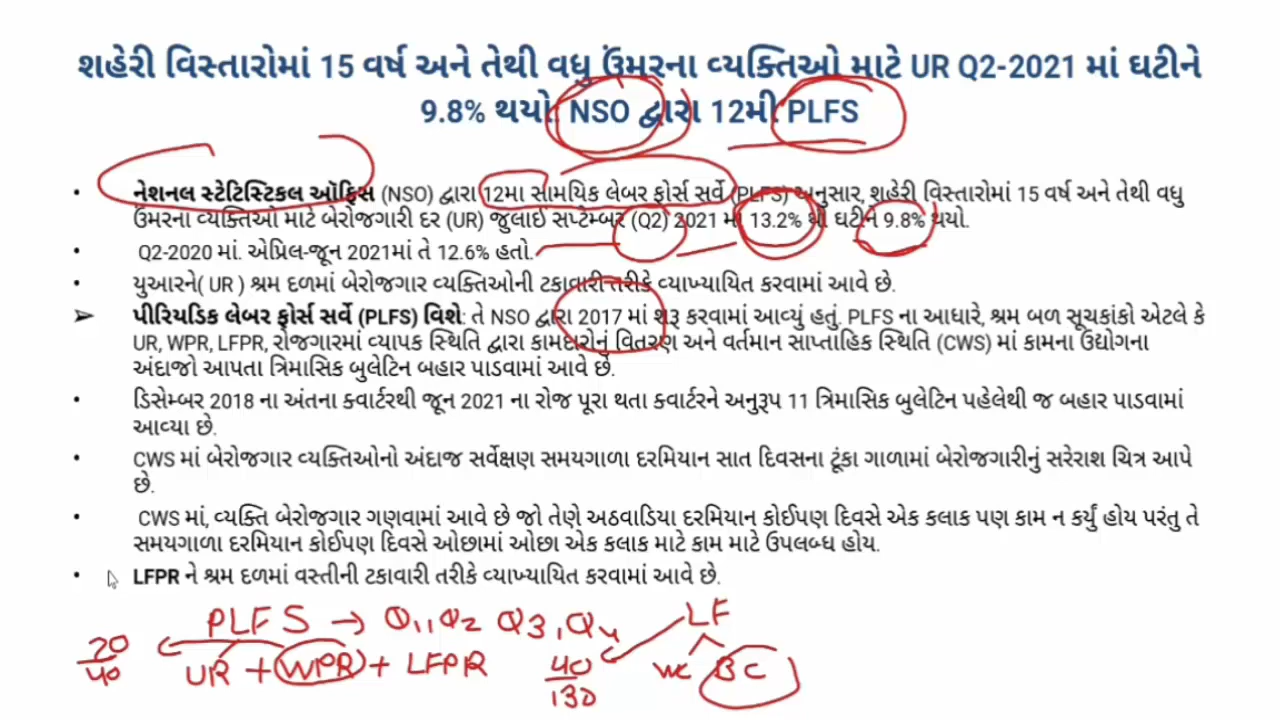 શહેરી વિસ્તારોમાં 15 વર્ષ અને તેથી વધુ ઉંમરના વ્યક્તિઓ માટે UR Q2-2021 માં ઘટીને
9.8% થયો. NSO દ્વારા 12મી PLFS
• નેશનલ સ્ટેટિસ્ટિકલ ઑફિસ (NSO) દ્વારા 12મા સામયિક લેબર ફોર્સ સર્વે (PLFS) અનુસાર, શહેરી વિસ્તારોમાં 15 વર્ષ અને તેથી વધુ
ઉંમરના વ્યક્તિઓ માટે બેરોજગારી દર (UR) જુલાઈ સપ્ટેમ્બર (Q2) 2021 માં 13.2% થી ઘટીને 9.8% થયો.
• Q2-2020 માં. એપ્રિલ-જૂન 2021માં તે 12.6% હતો.
• યુઆરને( UR ) શ્રમ દળમાં બેરોજગાર વ્યક્તિઓની ટકાવારી તરીકે વ્યાખ્યાયિત કરવામાં આવે છે.
➢ પીરિયડિક લેબર ફોર્સ સર્વે (PLFS) વિશે: તે NSO દ્વારા 2017 માં શરૂ કરવામાં આવ્યું હતું. PLFS ના આધારે, શ્રમ બળ સૂચકાંકો એટલે કે
UR, WPR, LFPR, રોજગારમાં વ્યાપક સ્થિતિ દ્વારા કામદારોનું વિતરણ અને વર્તમાન સાપ્તાહિક સ્થિતિ (CWS) માં કામના ઉદ્યોગના
અંદાજો આપતા ત્રિમાસિક બુલેટિન બહાર પાડવામાં આવે છે.
• ડિસેમ્બર 2018 ના અંતના ક્વાર્ટરથી જૂન 2021 ના રોજ પૂરા થતા ક્વાર્ટરને અનુરૂપ 11 ત્રિમાસિક બુલેટિન પહેલેથી જ બહાર પાડવામાં
આવ્યા છે.
• CWS માં બેરોજગાર વ્યક્તિઓનો અંદાજ સર્વેક્ષણ સમયગાળા દરમિયાન સાત દિવસના ટૂંકા ગાળામાં બેરોજગારીનું સરેરાશ ચિત્ર આપે
છે.
• CWS માં, વ્યક્તિ બેરોજગાર ગણવામાં આવે છે જો તેણે અઠવાડિયા દરમિયાન કોઈપણ દિવસે એક કલાક પણ કામ ન કર્યું હોય પરંતુ તે
સમયગાળા દરમિયાન કોઈપણ દિવસે ઓછામાં ઓછા એક કલાક માટે કામ માટે ઉપલબ્ધ હોય.
• LFPR ને શ્રમ દળમાં વસ્તીની ટકાવારી તરીકે વ્યાખ્યાયિત કરવામાં આવે છે.
PLFS → Q1, Q2 Q3, Q4 LF
20/40 UR + WPR + LFPR 40/130 WC BC